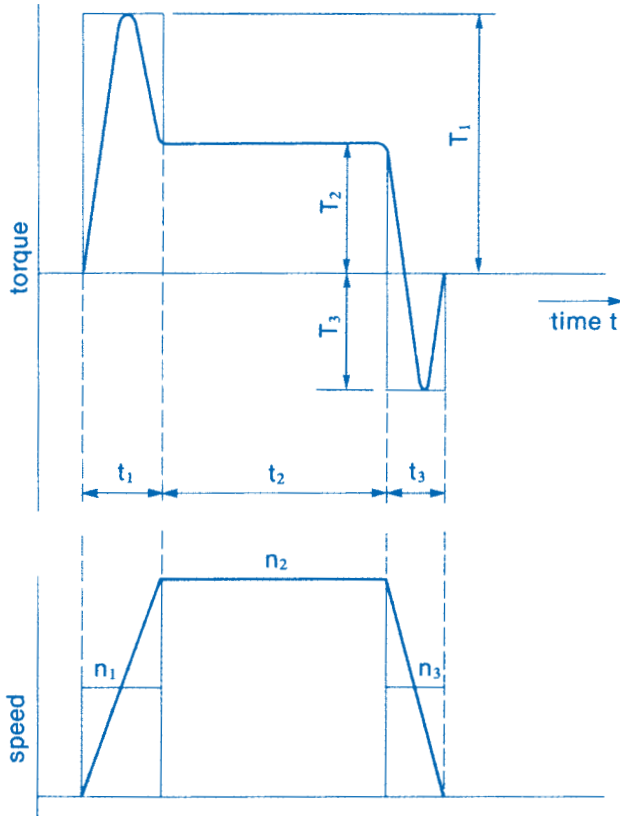 torque
T₁
T₂
T₃
time t
t₁
t₂
t₃
speed
n₁
n₂
n₃